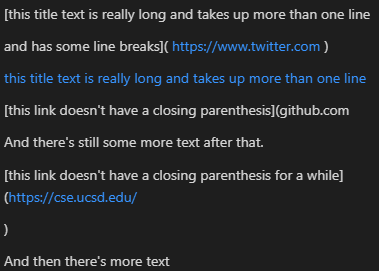 [this title text is really long and takes up more than one line
and has some line breaks]( https://www.twitter.com )
this title text is really long and takes up more than one line
[this link doesn't have a closing parenthesis](github.com
And there's still some more text after that.
[this link doesn't have a closing parenthesis for a while]
(https://cse.ucsd.edu/
)
And then there's more text